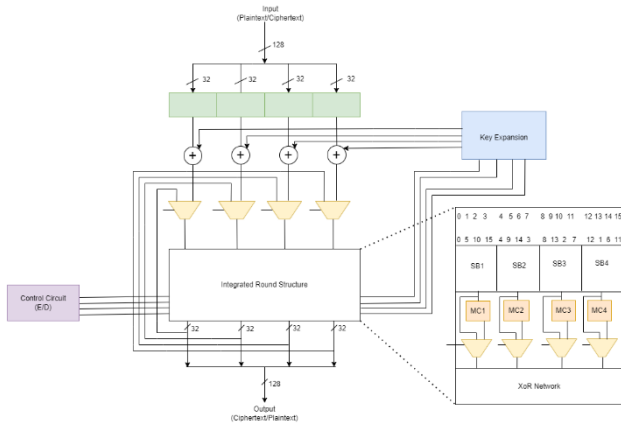 Input
(Plaintext/Ciphertext)
128
32 32 32 32
+ + + +
Key Expansion
0 1 2 3 4 5 6 7 8 9 10 11 12 13 14 15
0 5 10 15 4 9 14 3 8 13 2 7 12 1 6 11
SB1 SB2 SB3 SB4
Integrated Round Structure
Control Circuit
(E/D)
MC1 MC2 MC3 MC4
32 32 32 32
XoR Network
128
Output
(Ciphertext/Plaintext)